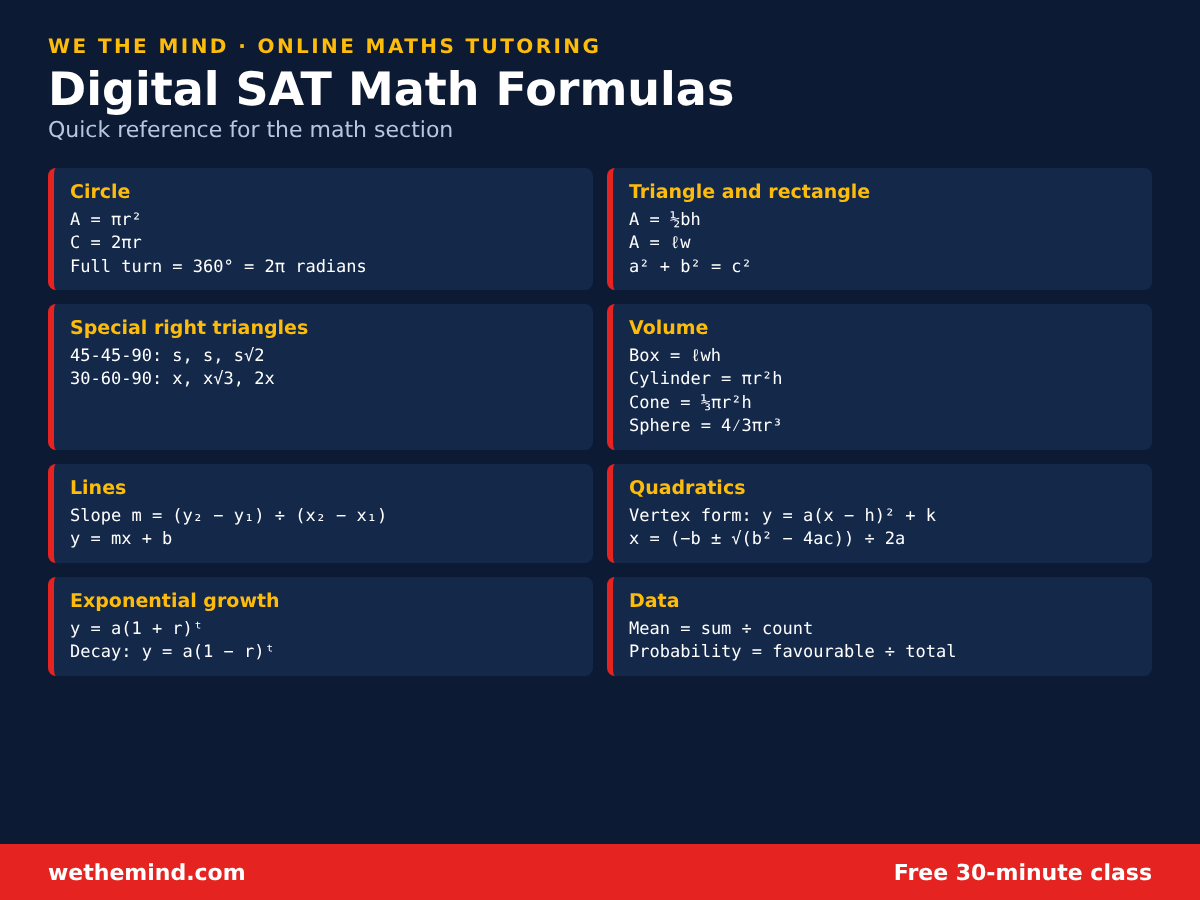 WE THE MIND · ONLINE MATHS TUTORING
Digital SAT Math Formulas
Quick reference for the math section
Circle
A = πr²
C = 2πr
Full turn = 360° = 2π radians
Triangle and rectangle
A = ½bh
A = ℓw
a² + b² = c²
Special right triangles
45-45-90: s, s, s√2
30-60-90: x, x√3, 2x
Volume
Box = ℓwh
Cylinder = πr²h
Cone = ⅓πr²h
Sphere = 4⁄3πr³
Lines
Slope m = (y₂ − y₁) ÷ (x₂ − x₁)
y = mx + b
Quadratics
Vertex form: y = a(x − h)² + k
x = (−b ± √(b² − 4ac)) ÷ 2a
Exponential growth
y = a(1 + r)ᵗ
Decay: y = a(1 − r)ᵗ
Data
Mean = sum ÷ count
Probability = favourable ÷ total
wethemind.com
Free 30-minute class